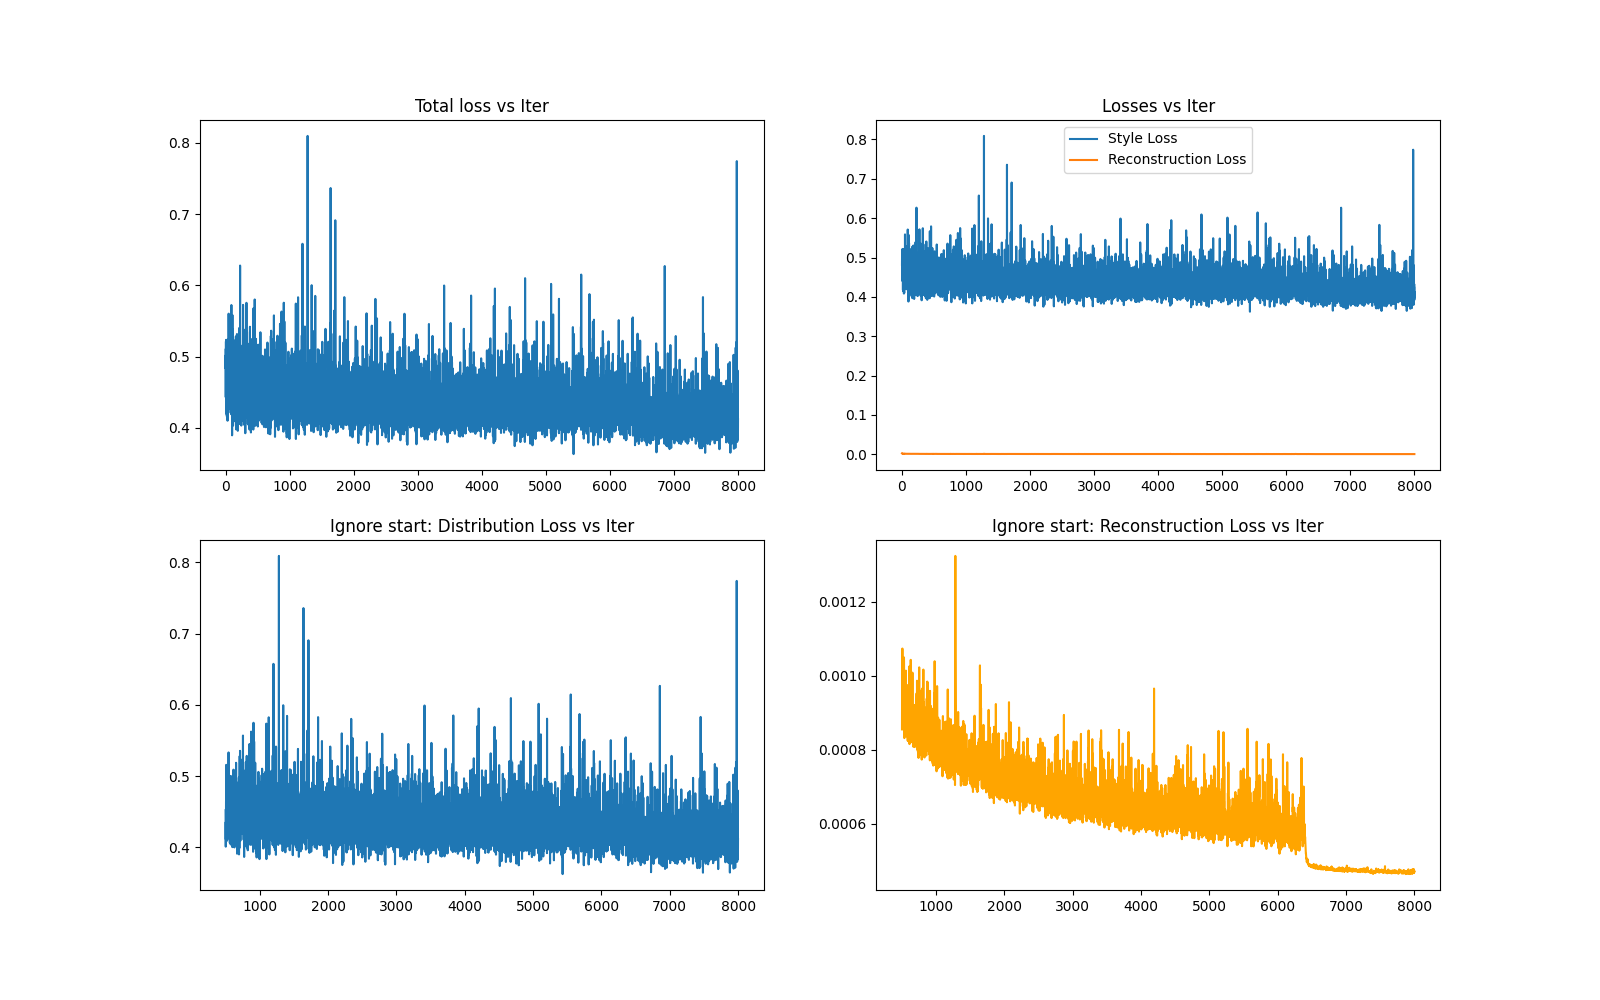 Total loss vs Iter
0.8
0.7
0.6
0.5
0.4
0 1000 2000 3000 4000 5000 6000 7000 8000
Losses vs Iter
Style Loss
Reconstruction Loss
0.8
0.7
0.6
0.5
0.4
0.3
0.2
0.1
0.0
0 1000 2000 3000 4000 5000 6000 7000 8000
Ignore start: Distribution Loss vs Iter
0.8
0.7
0.6
0.5
0.4
1000 2000 3000 4000 5000 6000 7000 8000
Ignore start: Reconstruction Loss vs Iter
0.0012
0.0010
0.0008
0.0006
1000 2000 3000 4000 5000 6000 7000 8000